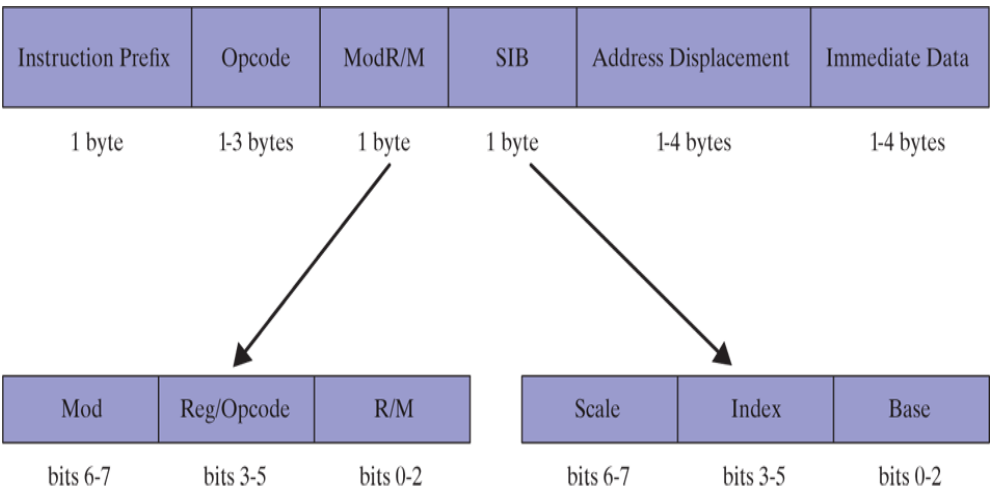 Instruction Prefix Opcode ModR/M SIB Address Displacement Immediate Data
1 byte 1-3 bytes 1 byte 1 byte 1-4 bytes 1-4 bytes
Mod Reg/Opcode R/M Scale Index Base
bits 6-7 bits 3-5 bits 0-2 bits 6-7 bits 3-5 bits 0-2